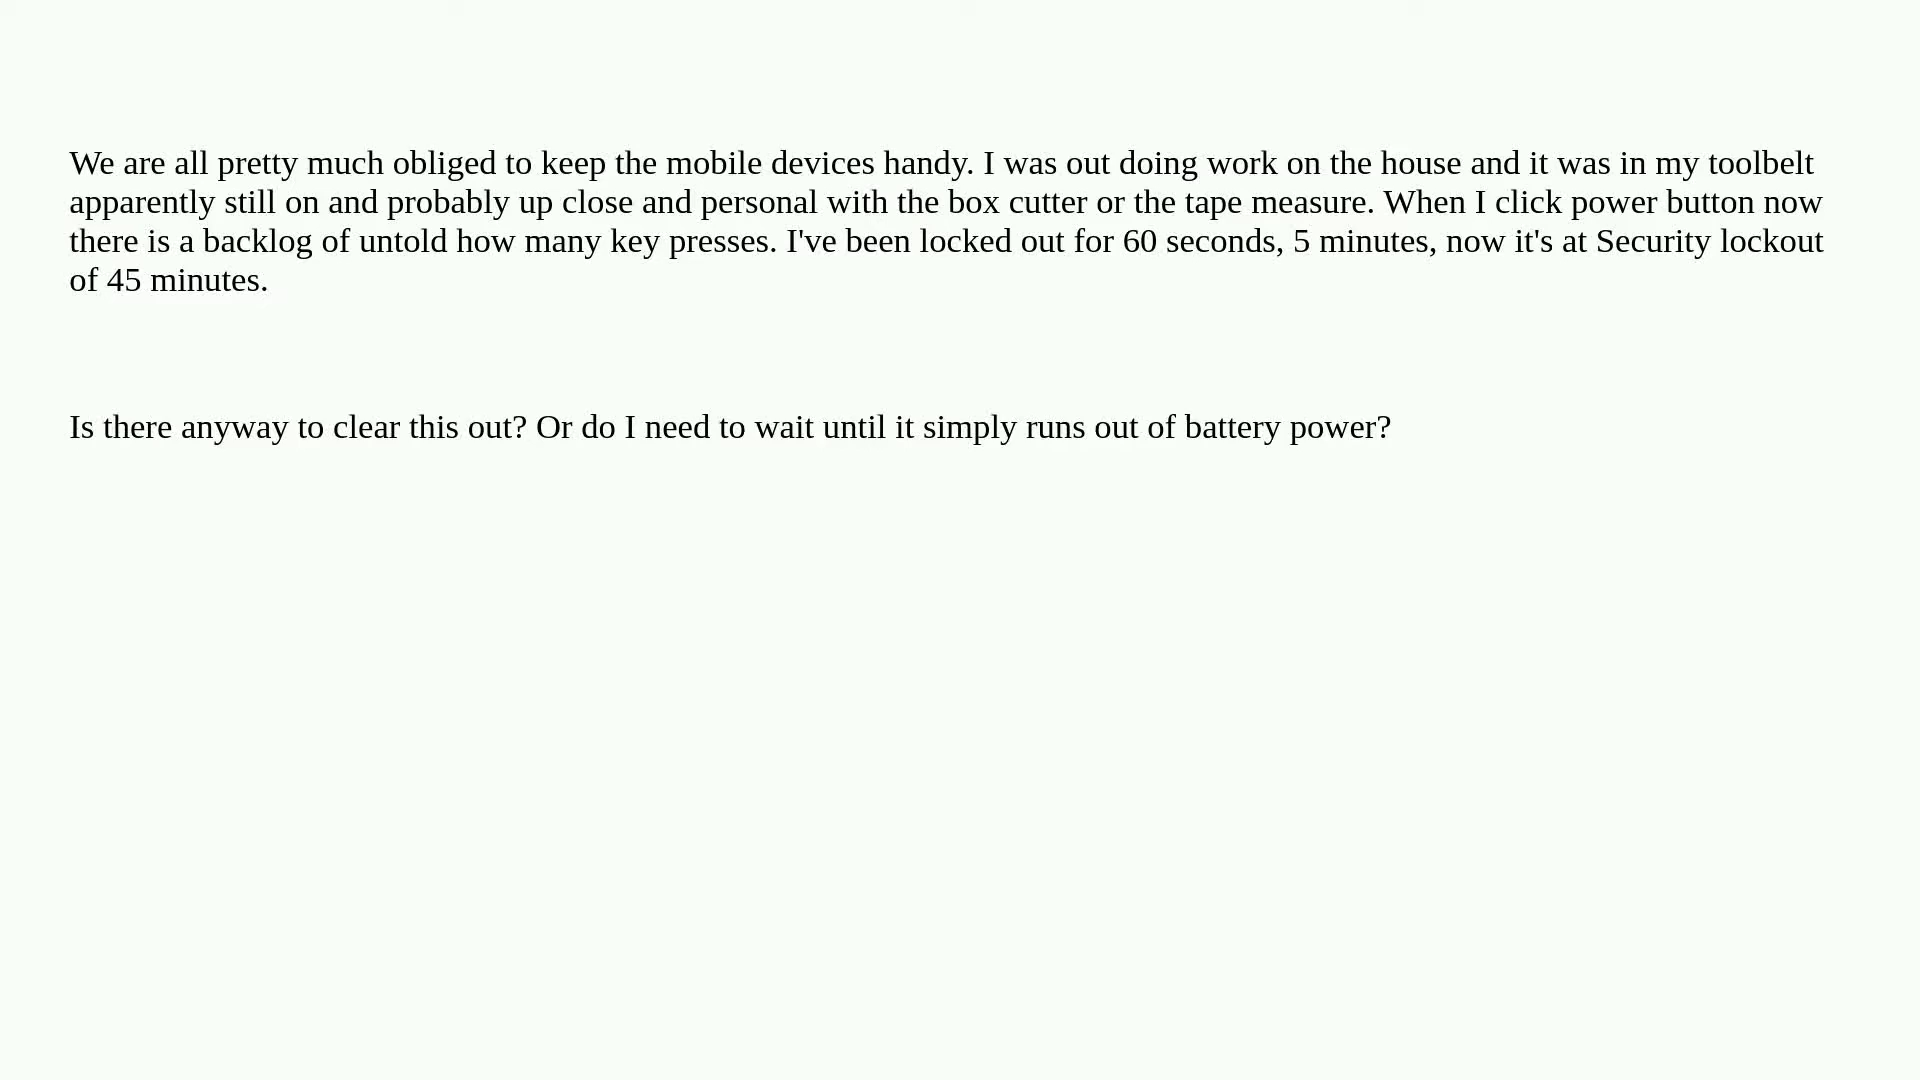 We are all pretty much obliged to keep the mobile devices handy. I was out doing work on the house and it was in my toolbelt
apparently still on and probably up close and personal with the box cutter or the tape measure. When I click power button now
there is a backlog of untold how many key presses. I've been locked out for 60 seconds, 5 minutes, now it's at Security lockout
of 45 minutes.
Is there anyway to clear this out? Or do I need to wait until it simply runs out of battery power?